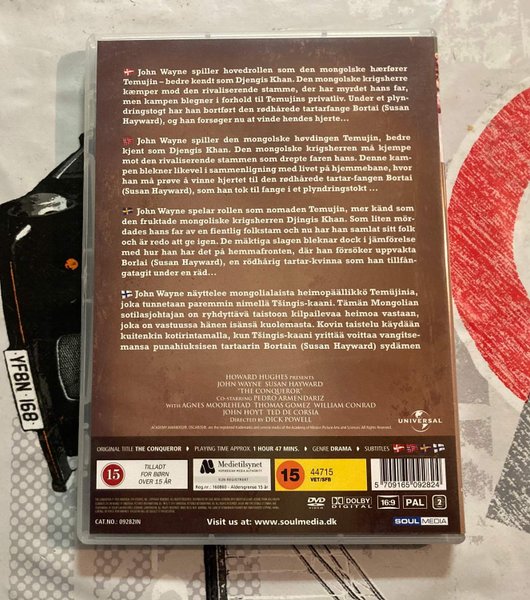 John Wayne spiller hovedrollen som den mongolske hærfører
Temujin – bedre kendt som Djengis Khan. Den mongolske krigsherre
kæmper mod den rivaliserende stamme, der har myrdet hans far,
men kampen blegner i forhold til Temujins privatliv. Under et plyn-
dringstogt har han bortført den rødhårede tartarfange Bortai (Susan
Hayward), og han forsøger nu at vinde hendes hjerte...
John Wayne spiller den mongolske høvdingen Temujin, bedre
kjent som Djengis Khan. Den mongolske krigsherren må kjempe
mot den rivaliserende stammen som drepte faren hans. Denne kam-
pen blekner likevel i sammenligning med livet på hjemmebane, hvor
han må prøve å vinne hjertet til den rødhårede tartar-fangen Bortai
(Susan Hayward), som han tok til fange i et plyndringstokt ...
John Wayne spelar rollen som nomaden Temujin, mer känd som
den fruktade mongoliske krigsherren Djingis Khan. Som liten mör-
dades hans far av en fientlig folkstam och nu har han samlat sitt folk
och är redo att ge igen. De mäktiga slagen bleknar dock i jämförelse
med hur han har det på hemmafronten, där han försöker uppvakta
Borlai (Susan Hayward), en rödhårig tartar-kvinna som han tillfån-
gatagit under en räd...
John Wayne näyttelee mongolialaista heimopäällikkö Temüjinia,
joka tunnetaan paremmin nimellä Tšingis-kaani. Tämän Mongolian
sotilasjohtajan on ryhdyttävä taistoon kilpailevaa heimoa vastaan,
joka on vastuussa hänen isänsä kuolemasta. Kovin taistelu käydään
kuitenkin kotirintamalla, kun Tšingis-kaani yrittää voittaa vangitse-
mansa punahiuksisen tartaarin Bortain (Susan Hayward) sydämen
HOWARD HUGHES PRESENTS
JOHN WAYNE SUSAN HAYWARD
"THE CONQUEROR"
CO-STARRING PEDRO ARMENDARIZ
WITH AGNES MOOREHEAD THOMAS GOMEZ WILLIAM CONRAD
JOHN HOYT TED DE CORSIA
DIRECTED BY DICK POWELL
UNIVERSAL
ORIGINAL TITLE THE CONQUEROR PLAYING TIME APPROX 1 HOUR 47 MINS. GENRE DRAMA SUBTITLES
15
TILLADT
FOR BØRN
OVER 15 ÅR
Medietilsynet
NORWEGIAN MEDIA AUTHORITY
KUN REGISTRERT
Reg.nr.: 160860 - Aldersgrense 15 år
15
44715
VET/SFB
5 709165 092824
DVD
DOLBY
DIGITAL
16:9
PAL
2
CAT.NO.: 09282IN
Visit us at: www.soulmedia.dk
SOUL MEDIA
YF8N·168